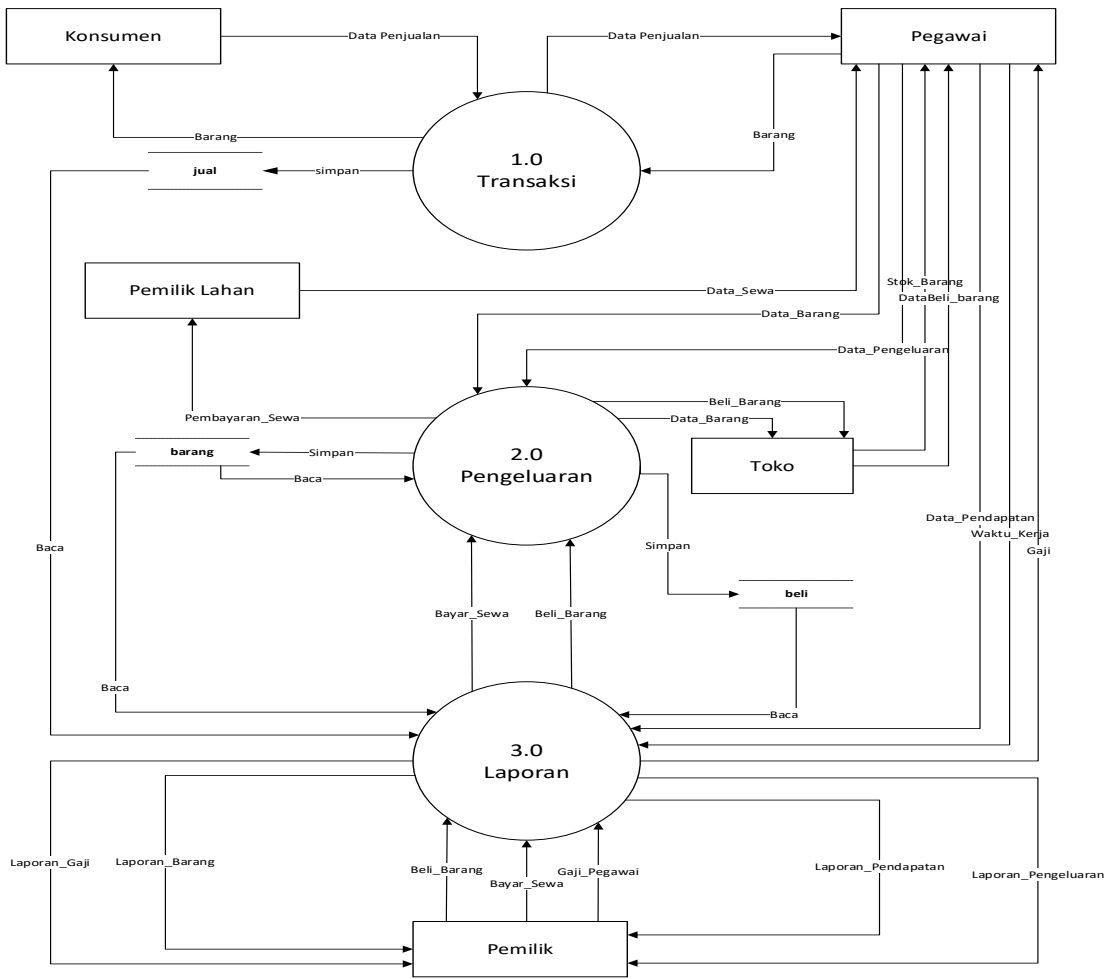 Konsumen
Data Penjualan
Data Penjualan
Pegawai
Barang
Barang
1.0
Transaksi
jual
simpan
Pemilik Lahan
Data_Sewa
Stok_Barang
DataBeli_barang
Data_Barang
Data_Pengeluaran
Pembayaran_Sewa
Beli_Barang
Data_Barang
barang
Simpan
2.0
Pengeluaran
Toko
Baca
Data_Pendapatan
Waktu_Kerja
Gaji
Baca
Simpan
beli
Bayar_Sewa
Beli_Barang
Baca
Baca
3.0
Laporan
Laporan_Gaji
Laporan_Barang
Beli_Barang
Bayar_Sewa
Gaji_Pegawai
Laporan_Pendapatan
Laporan_Pengeluaran
Pemilik